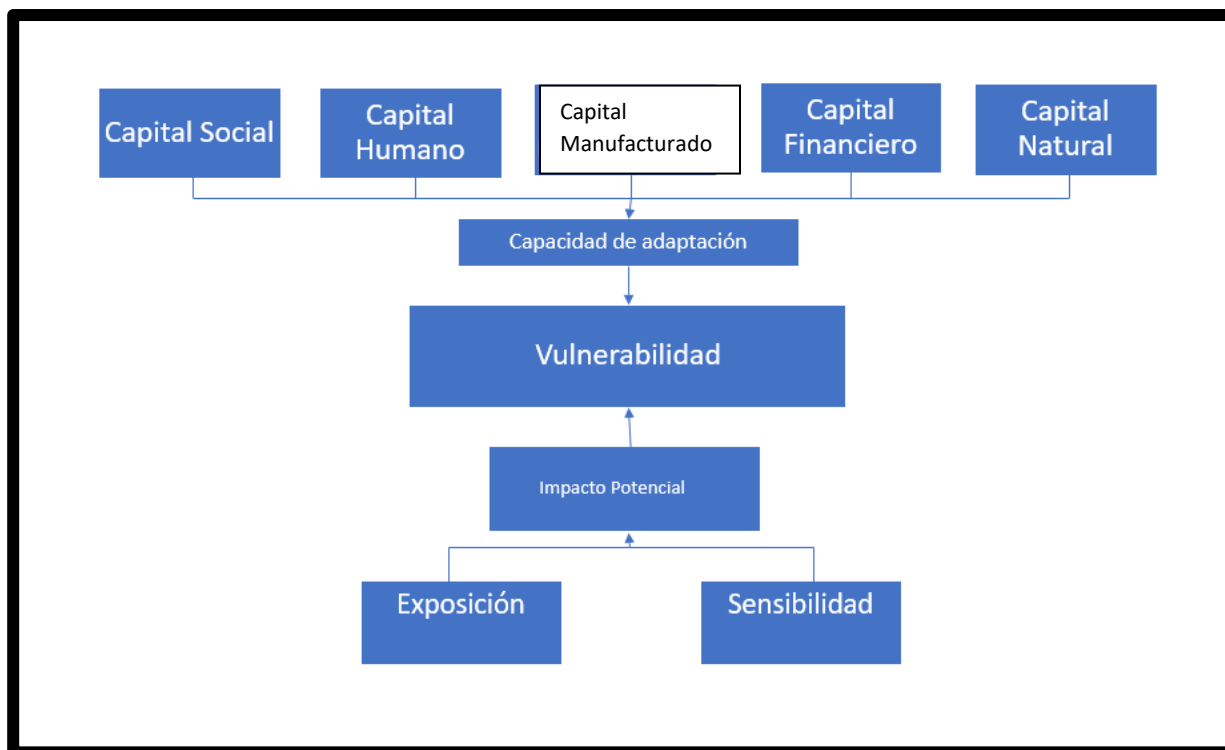 Capital Social
Capital
Humano
Capital
Manufacturado
Capital
Financiero
Capital
Natural
Capacidad de adaptación
Vulnerabilidad
Impacto Potencial
Exposición
Sensibilidad